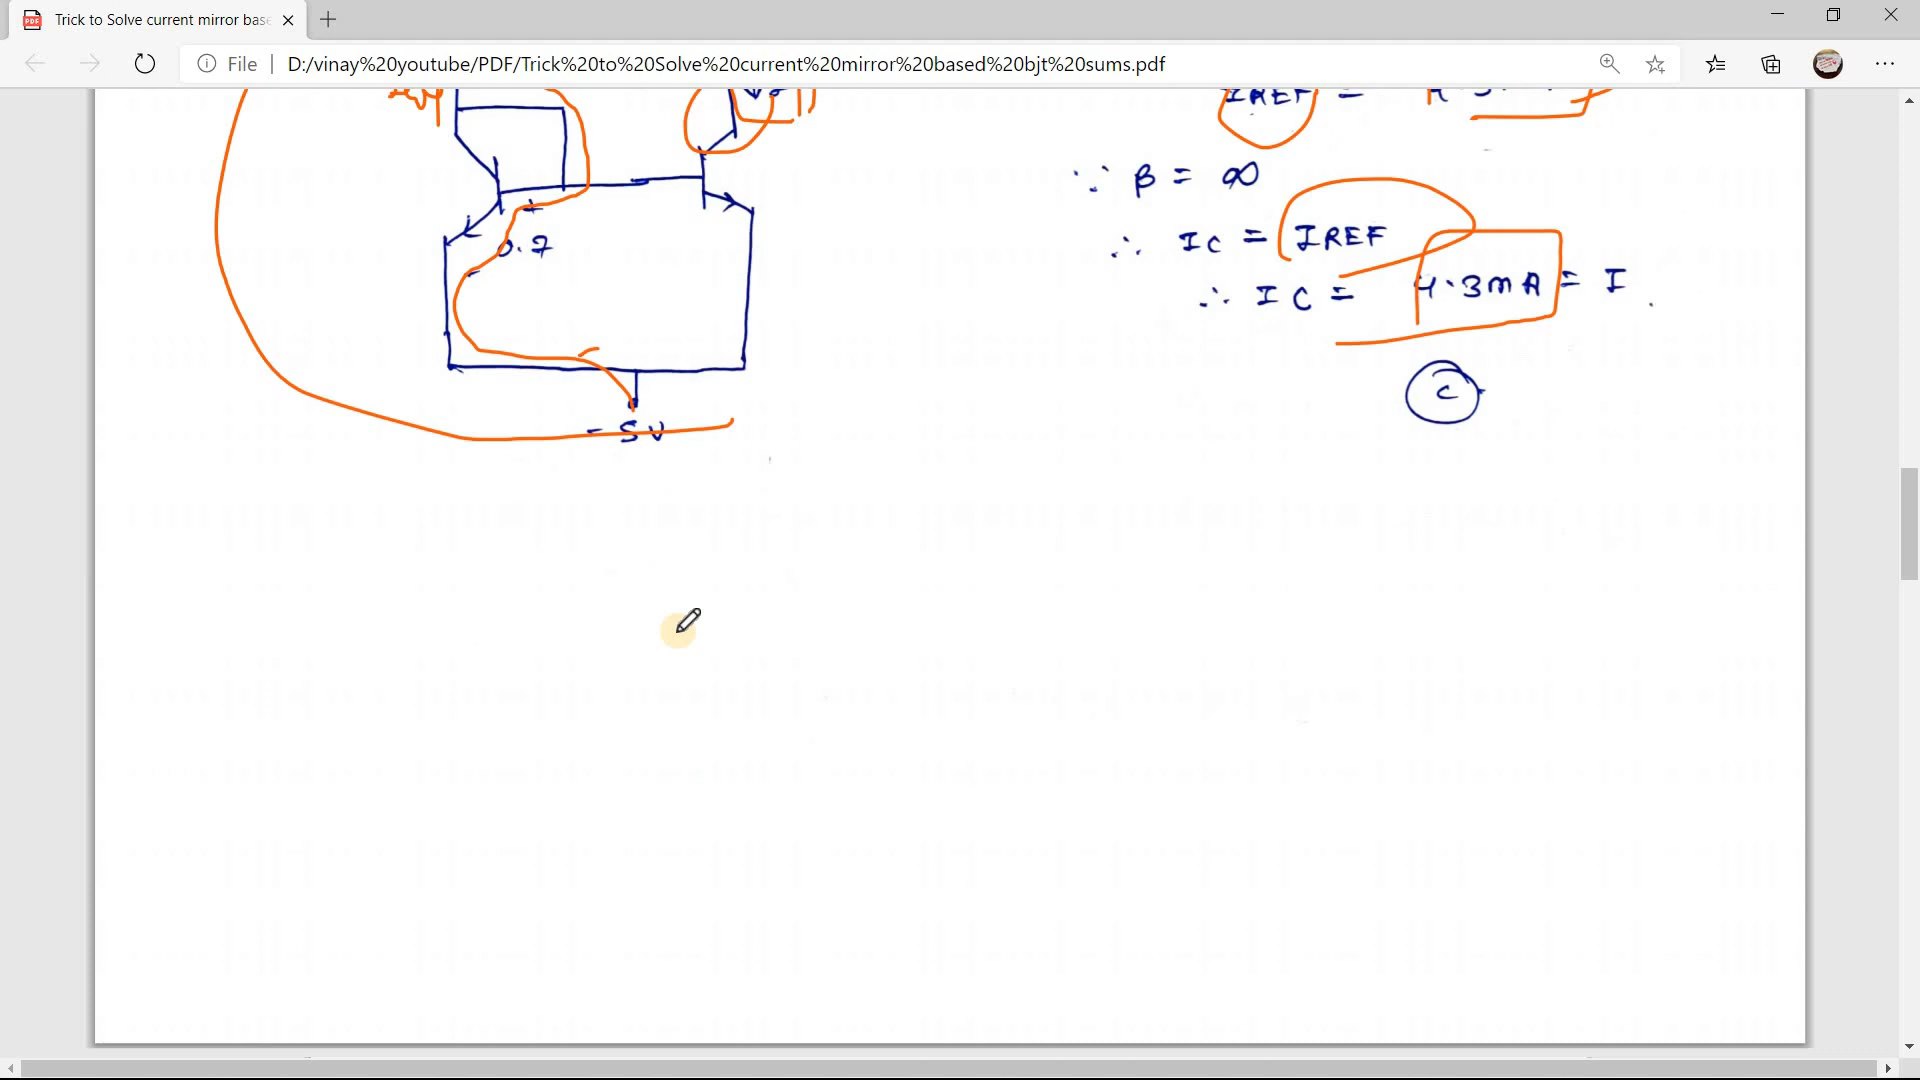 Trick to Solve current mirror base
File D:/vinay%20youtube/PDF/Trick%20to%20Solve%20current%20mirror%20based%20bjt%20sums.pdf
IREF =
∵ β = ∞
∴ IC = IREF
∴ IC = 4.3mA = I
+
0.7
-
C
- 5V